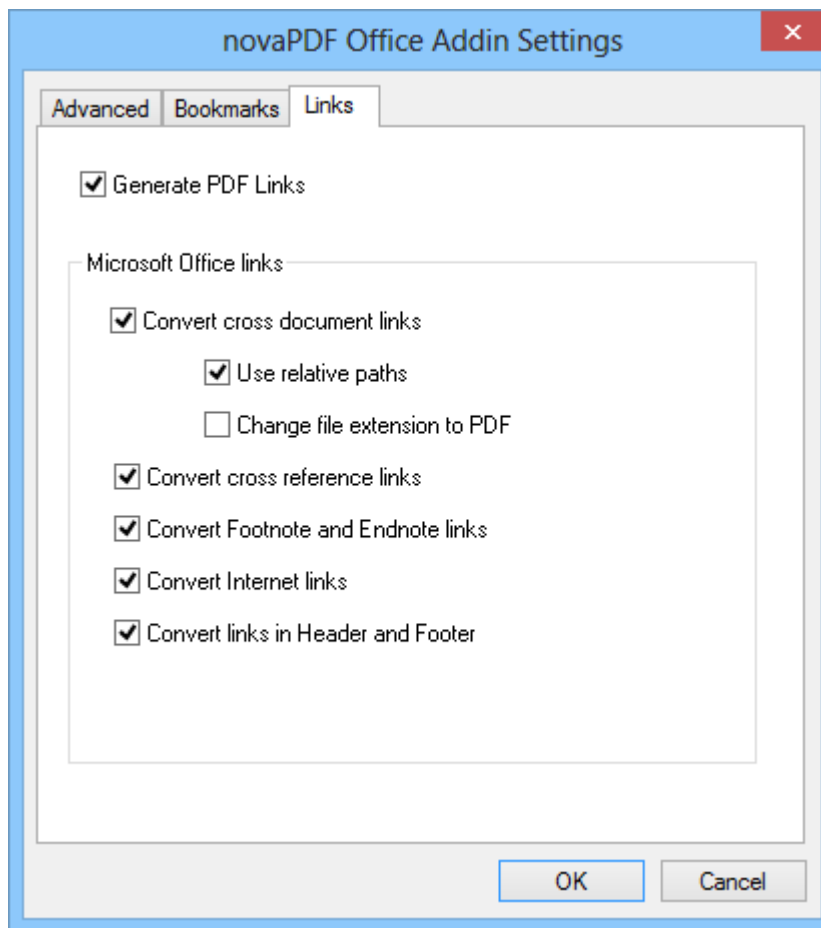 novaPDF Office Addin Settings
Advanced Bookmarks Links
Generate PDF Links
Microsoft Office links
Convert cross document links
Use relative paths
Change file extension to PDF
Convert cross reference links
Convert Footnote and Endnote links
Convert Internet links
Convert links in Header and Footer
OK Cancel